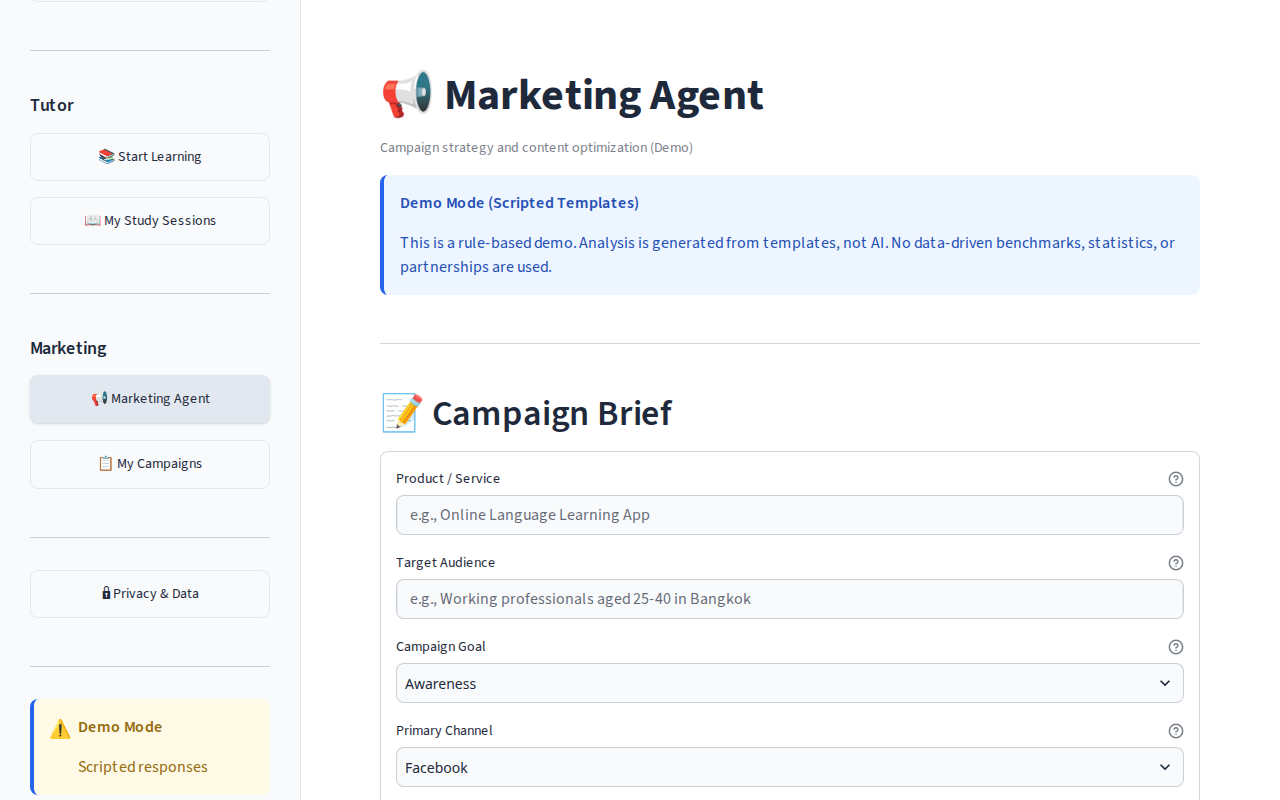 Tutor
📚 Start Learning
📖 My Study Sessions
Marketing
📢 Marketing Agent
📋 My Campaigns
🔒 Privacy & Data
⚠️ Demo Mode
Scripted responses
📢 Marketing Agent
Campaign strategy and content optimization (Demo)
Demo Mode (Scripted Templates)
This is a rule-based demo. Analysis is generated from templates, not AI. No data-driven benchmarks, statistics, or
partnerships are used.
📝 Campaign Brief
Product / Service
e.g., Online Language Learning App
Target Audience
e.g., Working professionals aged 25-40 in Bangkok
Campaign Goal
Awareness
Primary Channel
Facebook